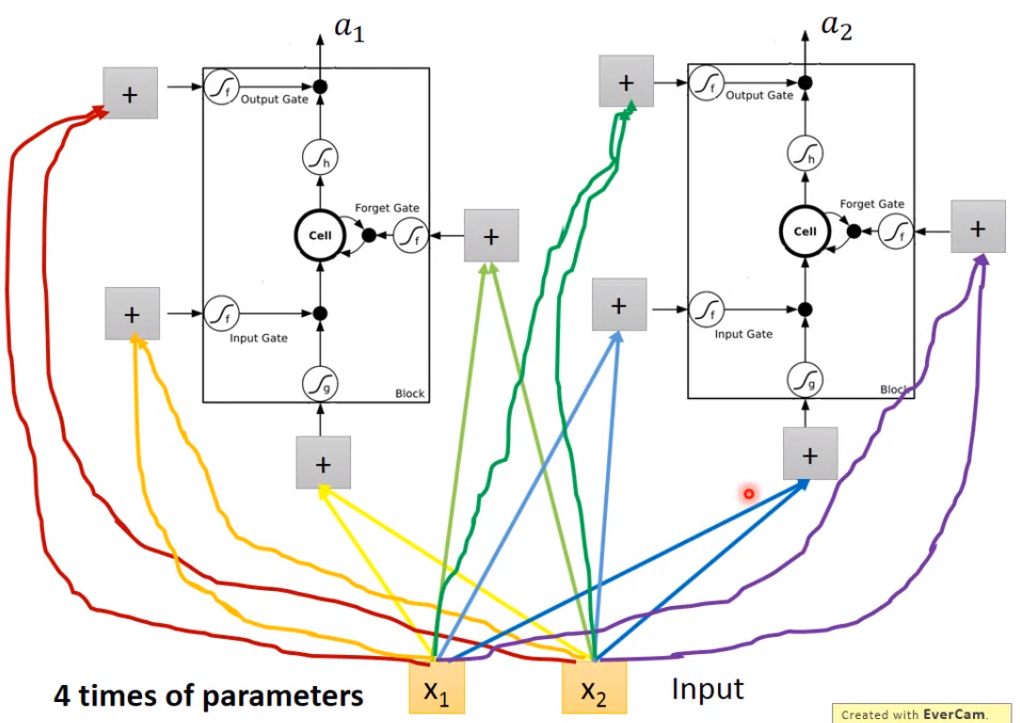 a₁
a₂
+
f
Output Gate
+
f
Output Gate
h
h
Forget Gate
Cell
f
+
Forget Gate
Cell
f
+
+
f
Input Gate
+
f
Input Gate
g
Block
g
Block
+
+
4 times of parameters
x₁
x₂
Input
Created with EverCam.